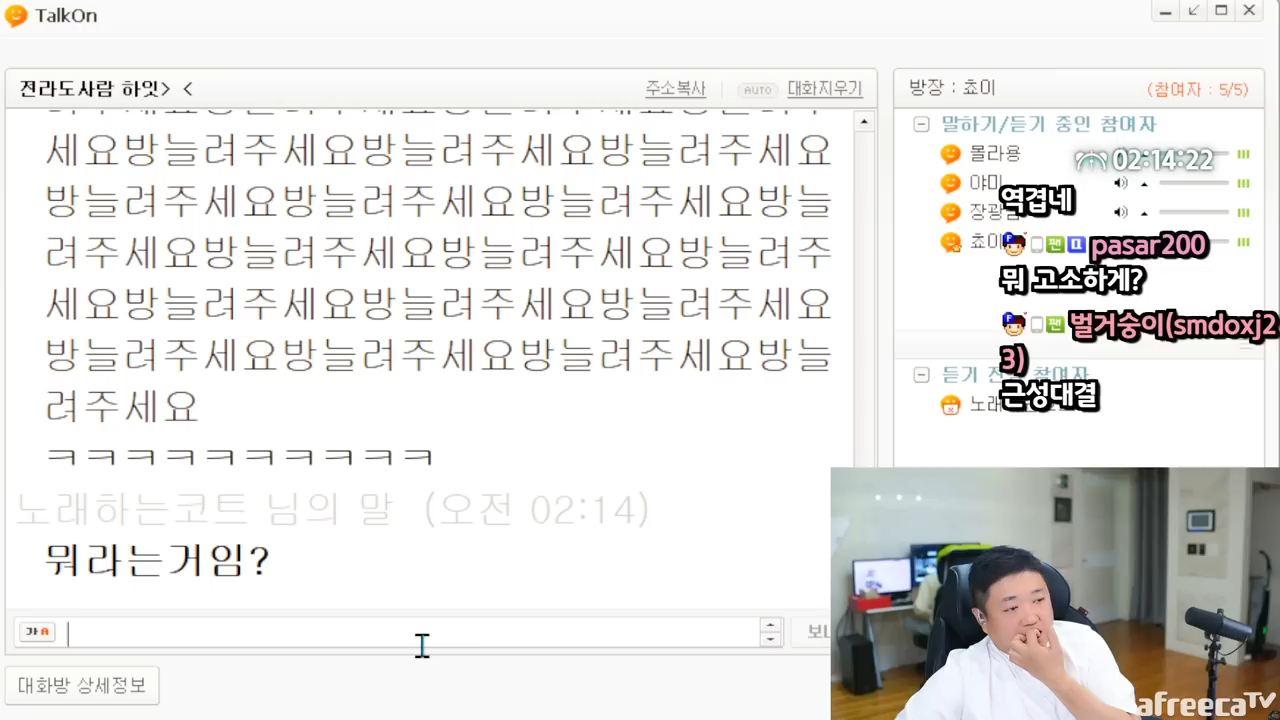 TalkOn
전라도사람 하잇> <
주소복사
AUTO
대화지우기
세요방늘려주세요방늘려주세요방늘려주세요
방늘려주세요방늘려주세요방늘려주세요방늘
려주세요방늘려주세요방늘려주세요방늘려주
세요방늘려주세요방늘려주세요방늘려주세요
방늘려주세요방늘려주세요방늘려주세요방늘
려주세요
ㅋㅋㅋㅋㅋㅋㅋㅋㅋㅋ
노래하는코트 님의 말 (오전 02:14)
뭐라는거임?
가A
대화방 상세정보
방장 : 쵸이
(참여자 : 5/5)
말하기/듣기 중인 참여자
몰라용
02:14:22
야미
역겹네
쵸이
팬
pasar200
뭐 고소하게?
팬
벌거숭이(smdoxj2
3)
듣기
참여자
노래
근성대결
afreecaTV